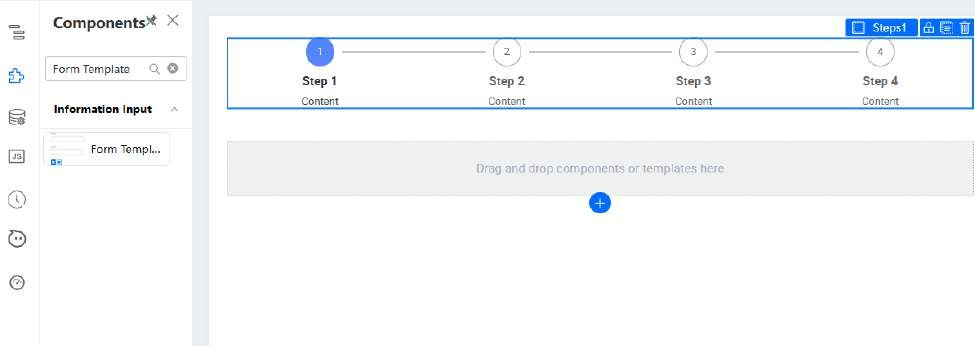 Components
Form Template
Information Input
Form Templ...
JS
Steps1
1
2
3
4
Step 1
Step 2
Step 3
Step 4
Content
Content
Content
Content
Drag and drop components or templates here